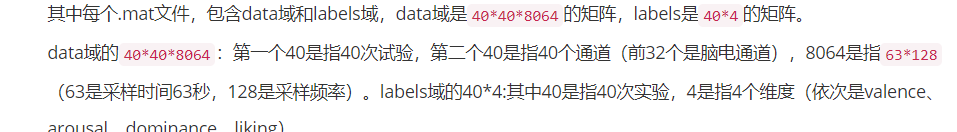 其中每个.mat文件，包含data域和labels域，data域是 40*40*8064 的矩阵，labels是 40*4 的矩阵。
data域的 40*40*8064 ：第一个40是指40次试验，第二个40是指40个通道（前32个是脑电通道），8064是指 63*128
（63是采样时间63秒，128是采样频率）。labels域的40*4:其中40是指40次实验，4是指4个维度（依次是valence、
arousal、dominance、liking）